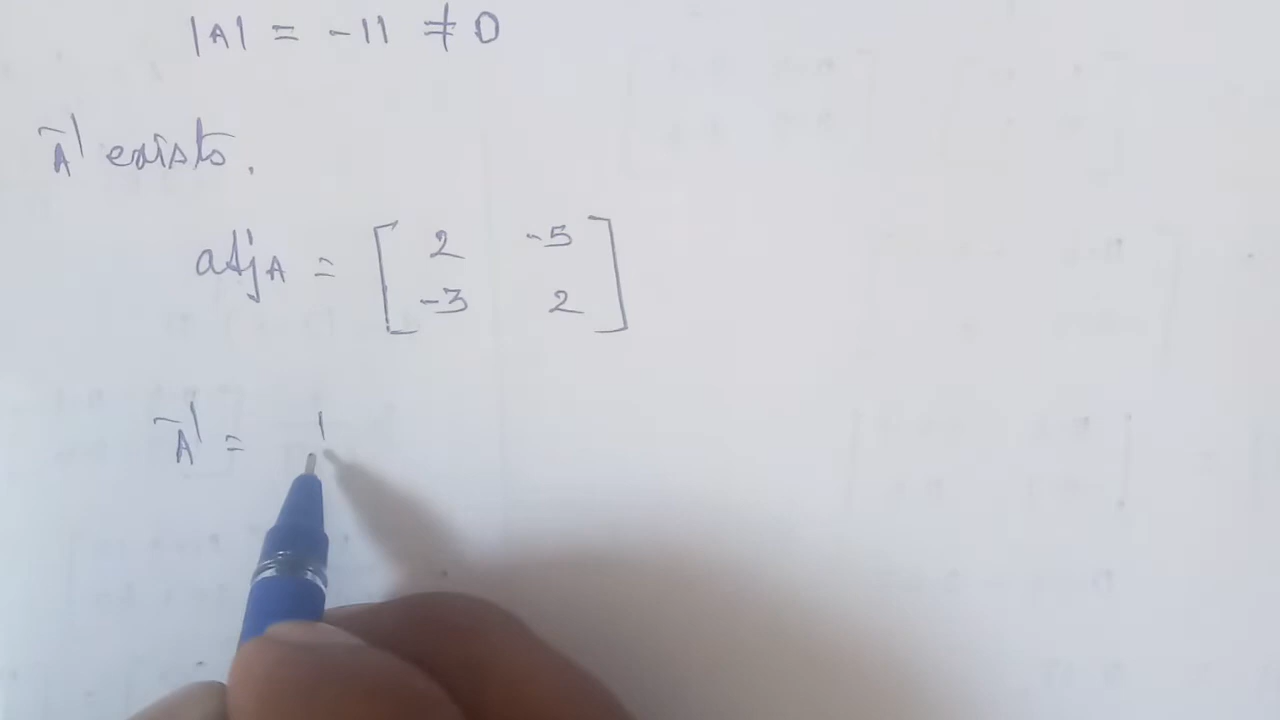 |A| = -11 ≠ 0
A⁻¹ exists.
adj A = [ 2 -5
-3 2 ]
A⁻¹ = 1